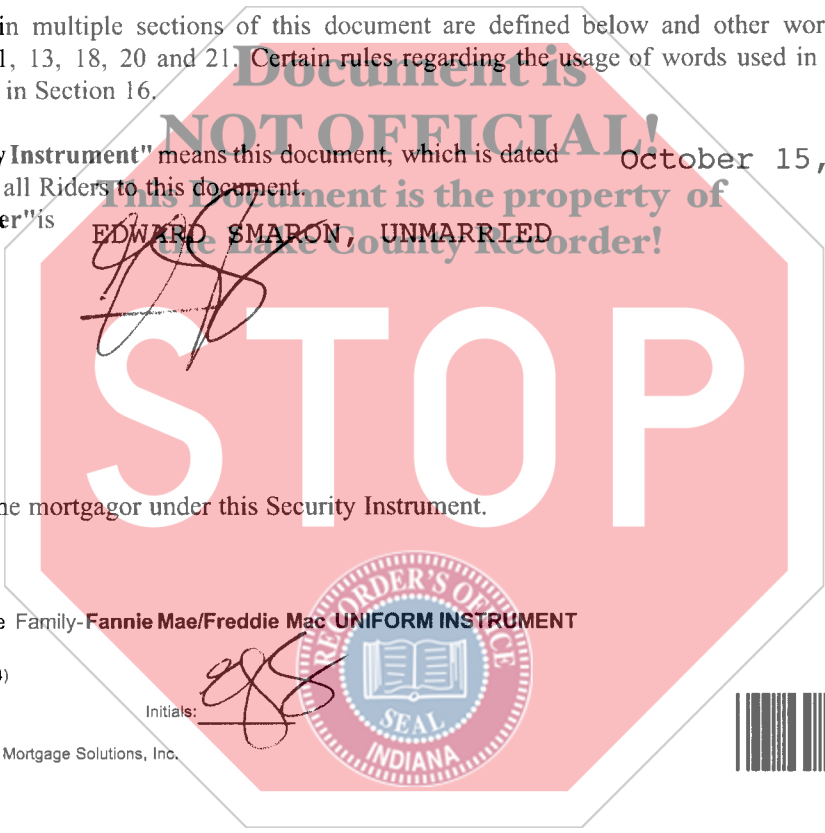 in multiple sections of this document are defined below and other wor
1, 13, 18, 20 and 21. Certain rules regarding the usage of words used in
in Section 16.
Document is
NOT OFFICIAL!
This Document is the property of
the Lake County Recorder!
y Instrument" means this document, which is dated October 15,
all Riders to this document.
er" is EDWARD SMARON, UNMARRIED
STOP
he mortgagor under this Security Instrument.
e Family-Fannie Mae/Freddie Mac UNIFORM INSTRUMENT
4)
Initials:
Mortgage Solutions, Inc.
RECORDER'S OFFICE
SEAL
INDIANA